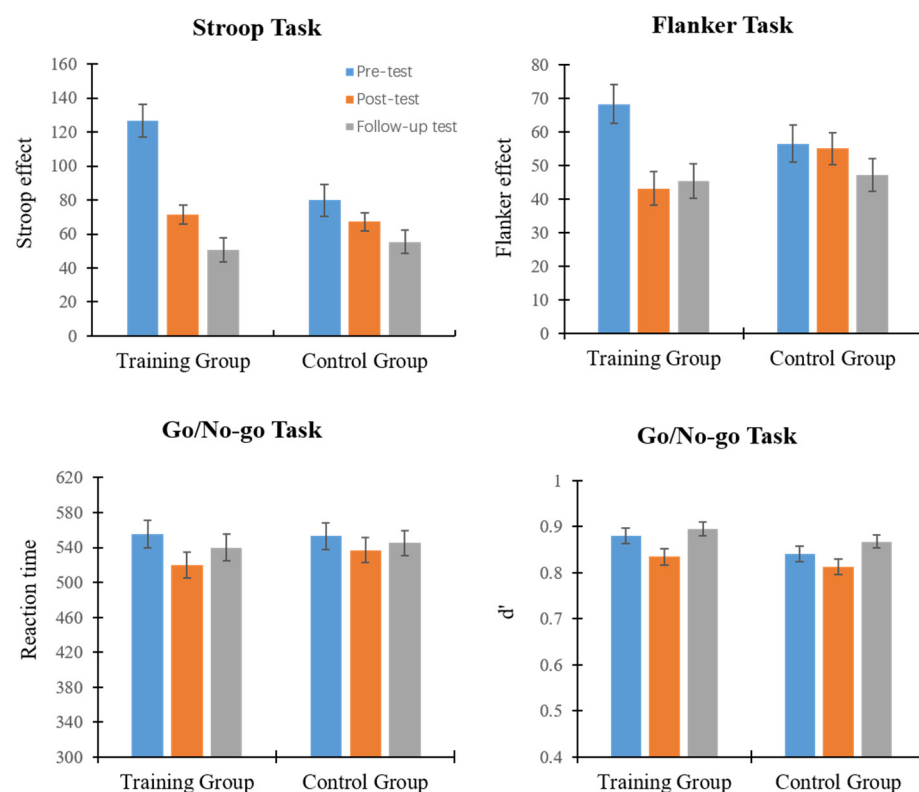 Stroop Task
Stroop effect
160
140
120
100
80
60
40
20
0
Pre-test
Post-test
Follow-up test
Training Group
Control Group
Flanker Task
Flanker effect
80
70
60
50
40
30
20
10
0
Training Group
Control Group
Go/No-go Task
Reaction time
620
580
540
500
460
420
380
340
300
Training Group
Control Group
Go/No-go Task
d'
1
0.9
0.8
0.7
0.6
0.5
0.4
Training Group
Control Group